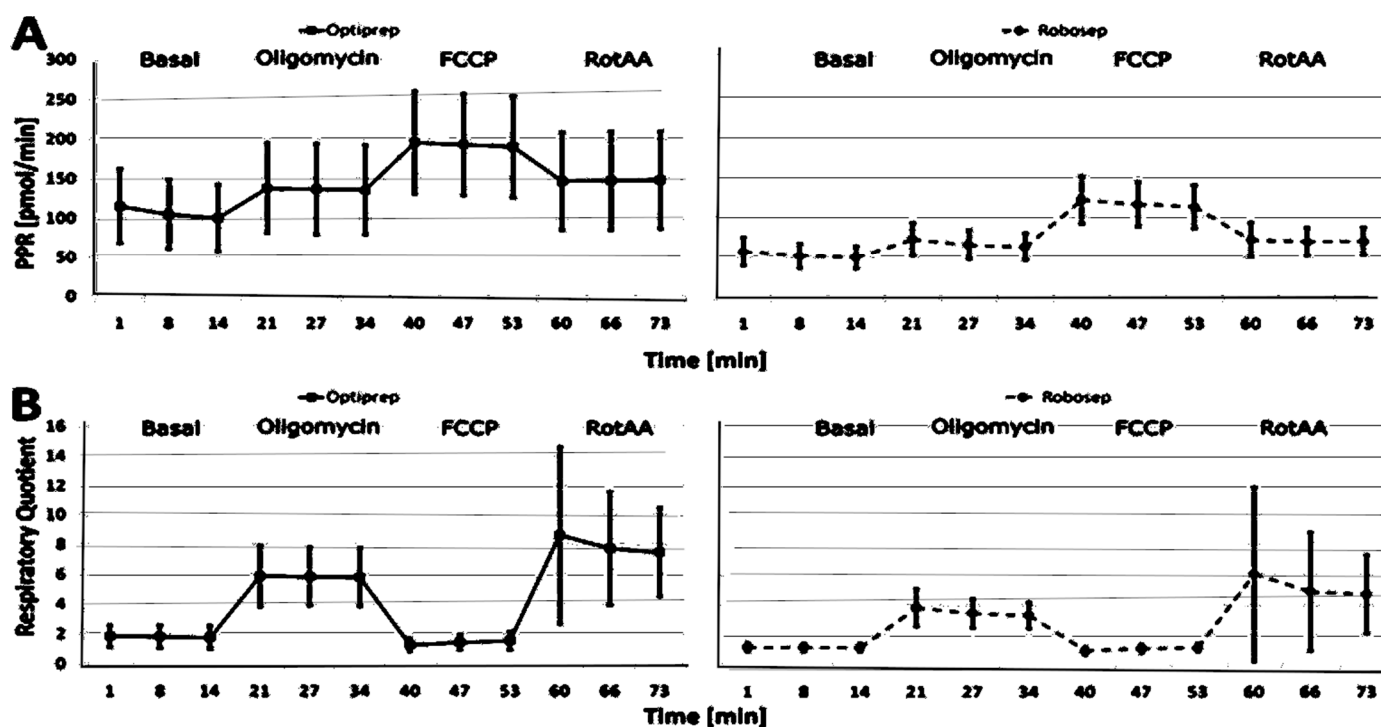 A
Optiprep
Robosep
Basal Oligomycin FCCP RotAA
Basal Oligomycin FCCP RotAA
PPR [pmol/min]
300
250
200
150
100
50
0
1 8 14 21 27 34 40 47 53 60 66 73
1 8 14 21 27 34 40 47 53 60 66 73
Time [min]
B
Optiprep
Robosep
Basal Oligomycin FCCP RotAA
Basal Oligomycin FCCP RotAA
Respiratory Quotient
16
14
12
10
8
6
4
2
0
1 8 14 21 27 34 40 47 53 60 66 73
1 8 14 21 27 34 40 47 53 60 66 73
Time [min]